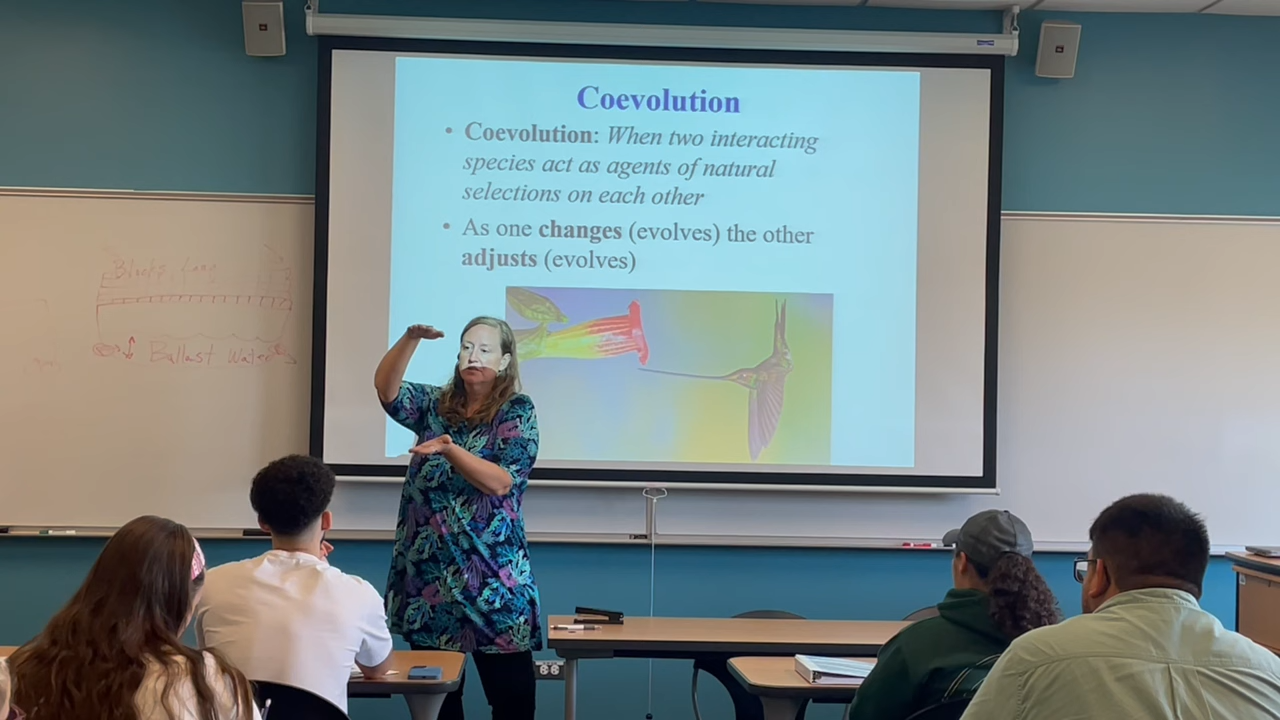 Coevolution
• Coevolution: When two interacting
species act as agents of natural
selections on each other
• As one changes (evolves) the other
adjusts (evolves)
Ballast Water